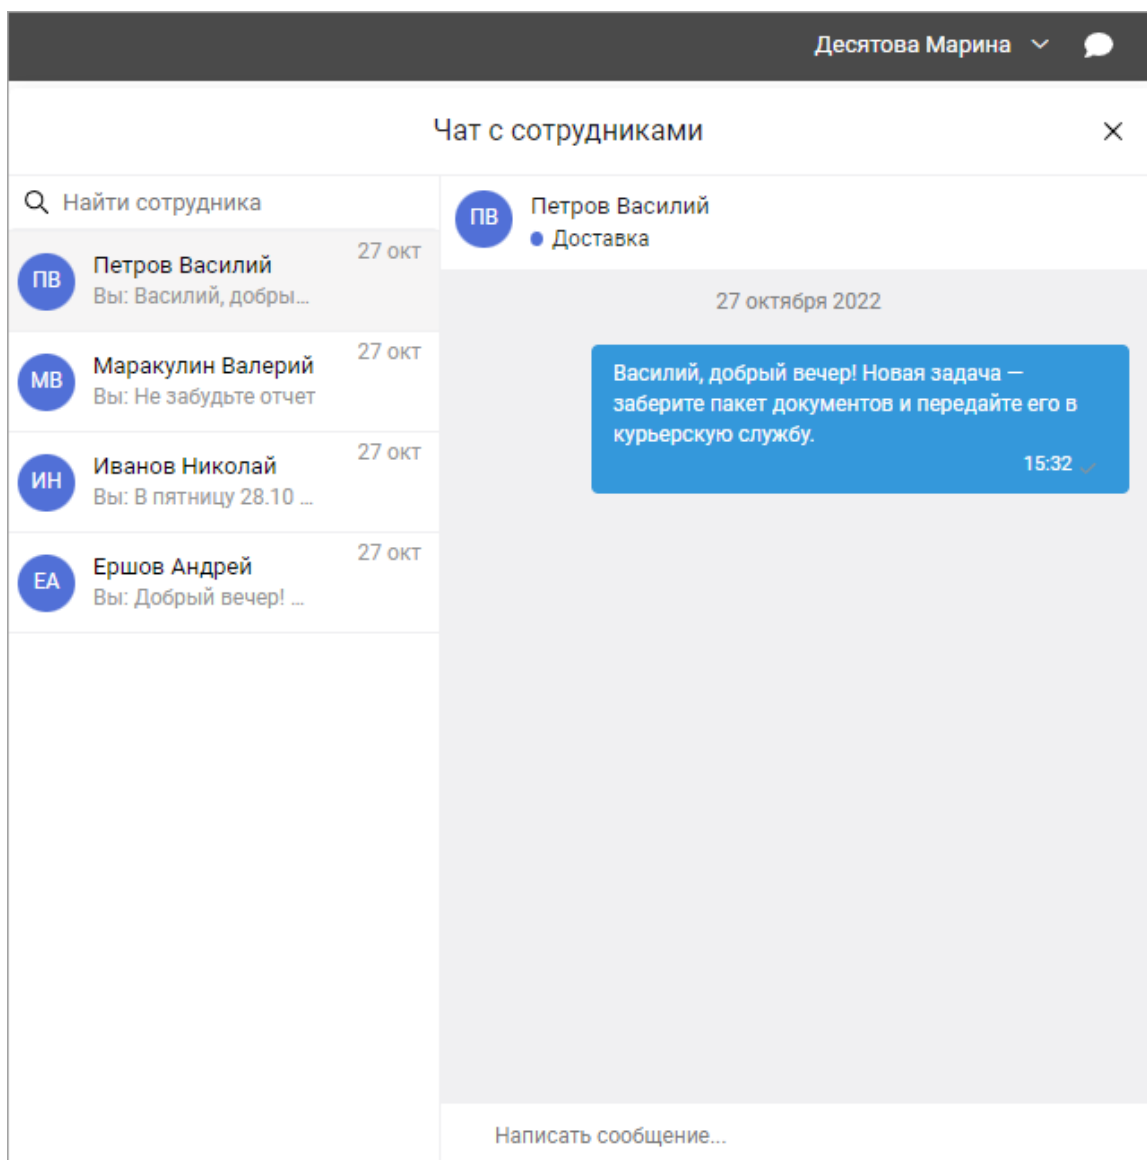 Десятова Марина
Чат с сотрудниками
Найти сотрудника
Петров Василий
27 окт
Вы: Василий, добры...
Маракулин Валерий
27 окт
Вы: Не забудьте отчет
Иванов Николай
27 окт
Вы: В пятницу 28.10 ...
Ершов Андрей
27 окт
Вы: Добрый вечер! ...
ПВ
МВ
ИН
ЕА
ПВ
Петров Василий
Доставка
27 октября 2022
Василий, добрый вечер! Новая задача —
заберите пакет документов и передайте его в
курьерскую службу.
15:32
Написать сообщение...